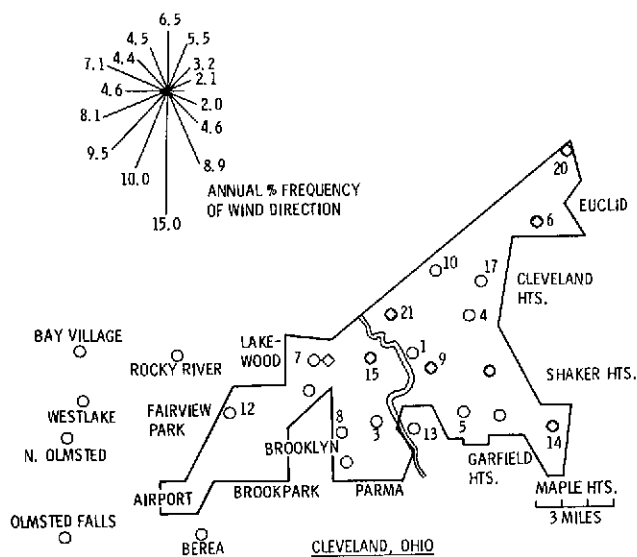 6.5
4.5
5.5
4.4
3.2
7.1
2.1
4.6
2.0
8.1
4.6
9.5
8.9
10.0
ANNUAL % FREQUENCY
OF WIND DIRECTION
15.0
20
EUCLID
6
10
17
CLEVELAND
HTS.
21
4
BAY VILLAGE
ROCKY RIVER
LAKE-
WOOD
7
15
1
9
SHAKER HTS.
WESTLAKE
FAIRVIEW
PARK
12
N. OLMSTED
8
3
13
5
14
BROOKLYN
GARFIELD
HTS.
AIRPORT
BROOKPARK
PARMA
MAPLE HTS.
3 MILES
OLMSTED FALLS
BEREA
CLEVELAND, OHIO